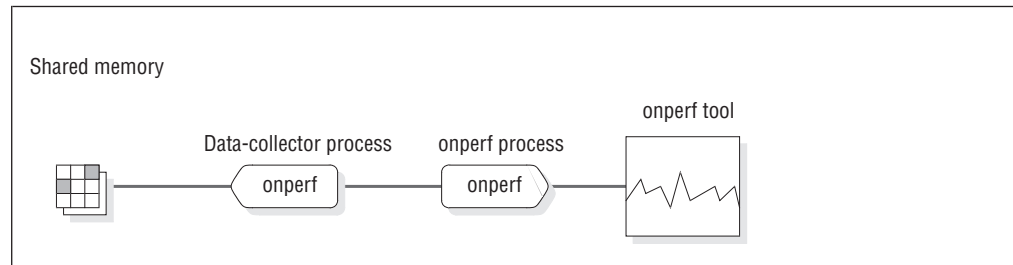 Shared memory
onperf tool
Data-collector process
onperf process
onperf
onperf